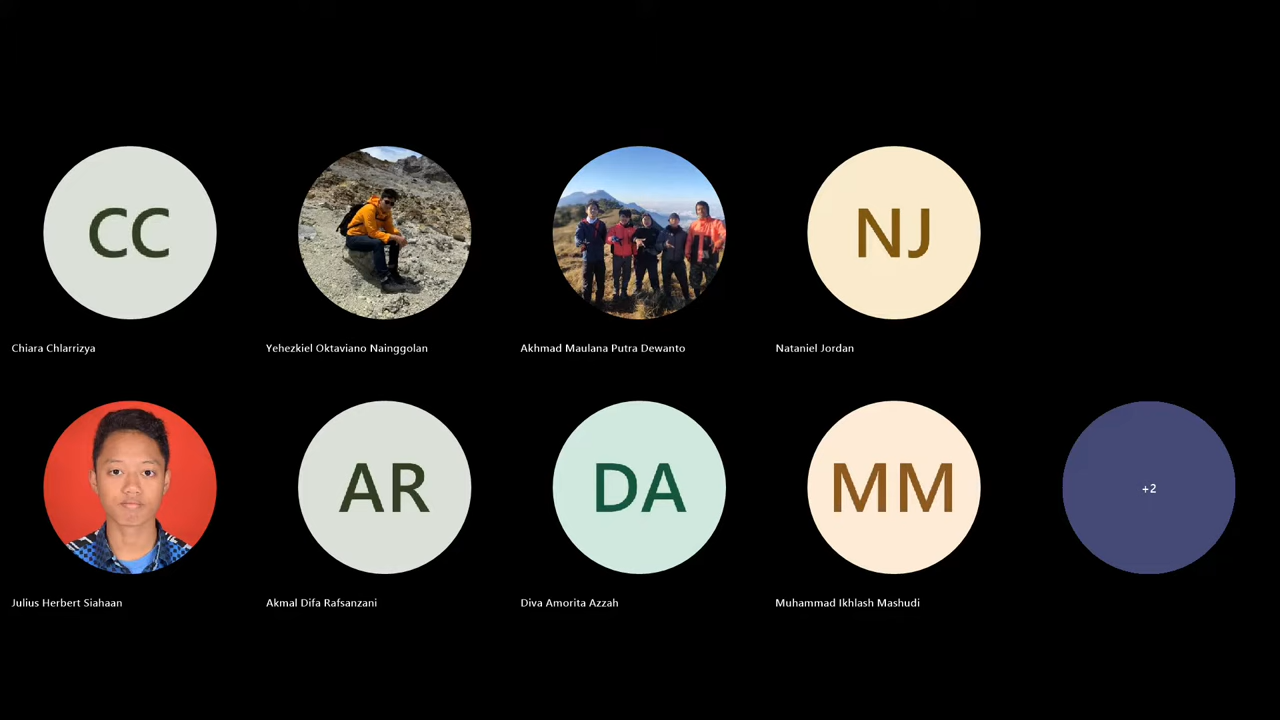 CC
NJ
Chiara Chlarrizya
Yehezkiel Oktaviano Nainggolan
Akhmad Maulana Putra Dewanto
Nataniel Jordan
AR
DA
MM
+2
Julius Herbert Siahaan
Akmal Difa Rafsanzani
Diva Amorita Azzah
Muhammad Ikhlash Mashudi